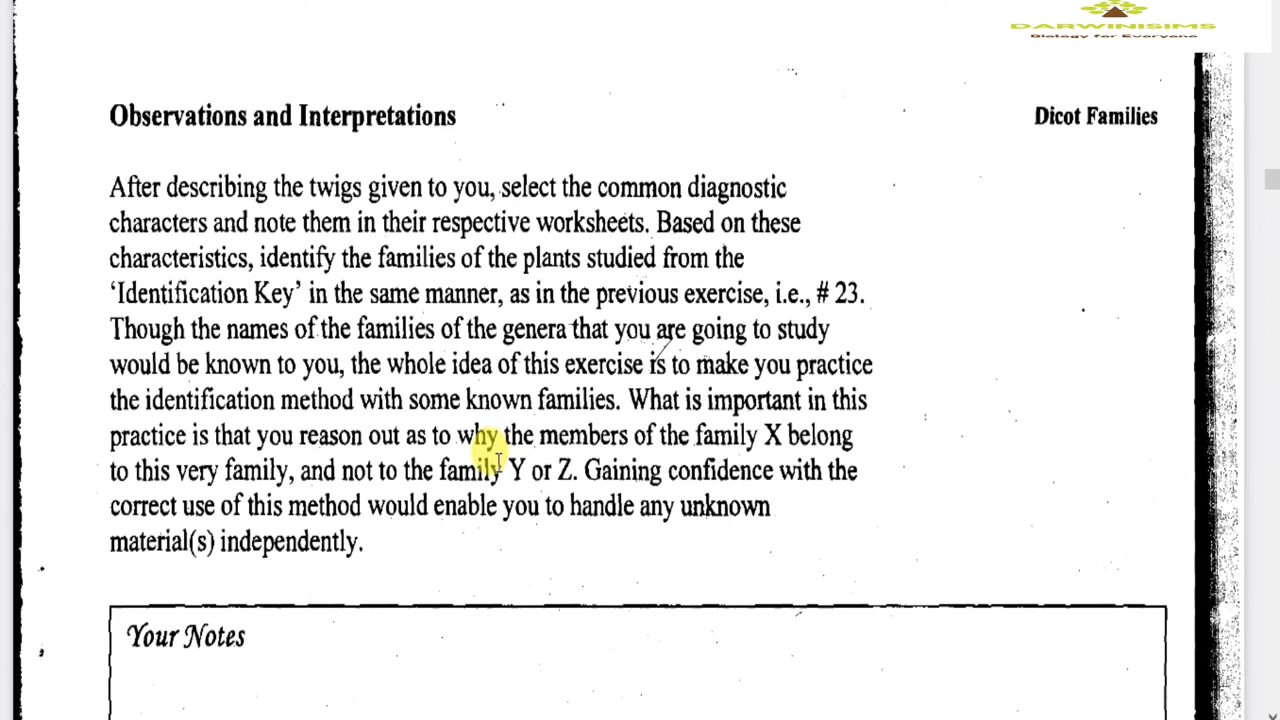 DARWINISIMS
Biology for Everyone
Observations and Interpretations
Dicot Families
After describing the twigs given to you, select the common diagnostic
characters and note them in their respective worksheets. Based on these
characteristics, identify the families of the plants studied from the
‘Identification Key’ in the same manner, as in the previous exercise, i.e., # 23.
Though the names of the families of the genera that you are going to study
would be known to you, the whole idea of this exercise is to make you practice
the identification method with some known families. What is important in this
practice is that you reason out as to why the members of the family X belong
to this very family, and not to the family Y or Z. Gaining confidence with the
correct use of this method would enable you to handle any unknown
material(s) independently.
Your Notes